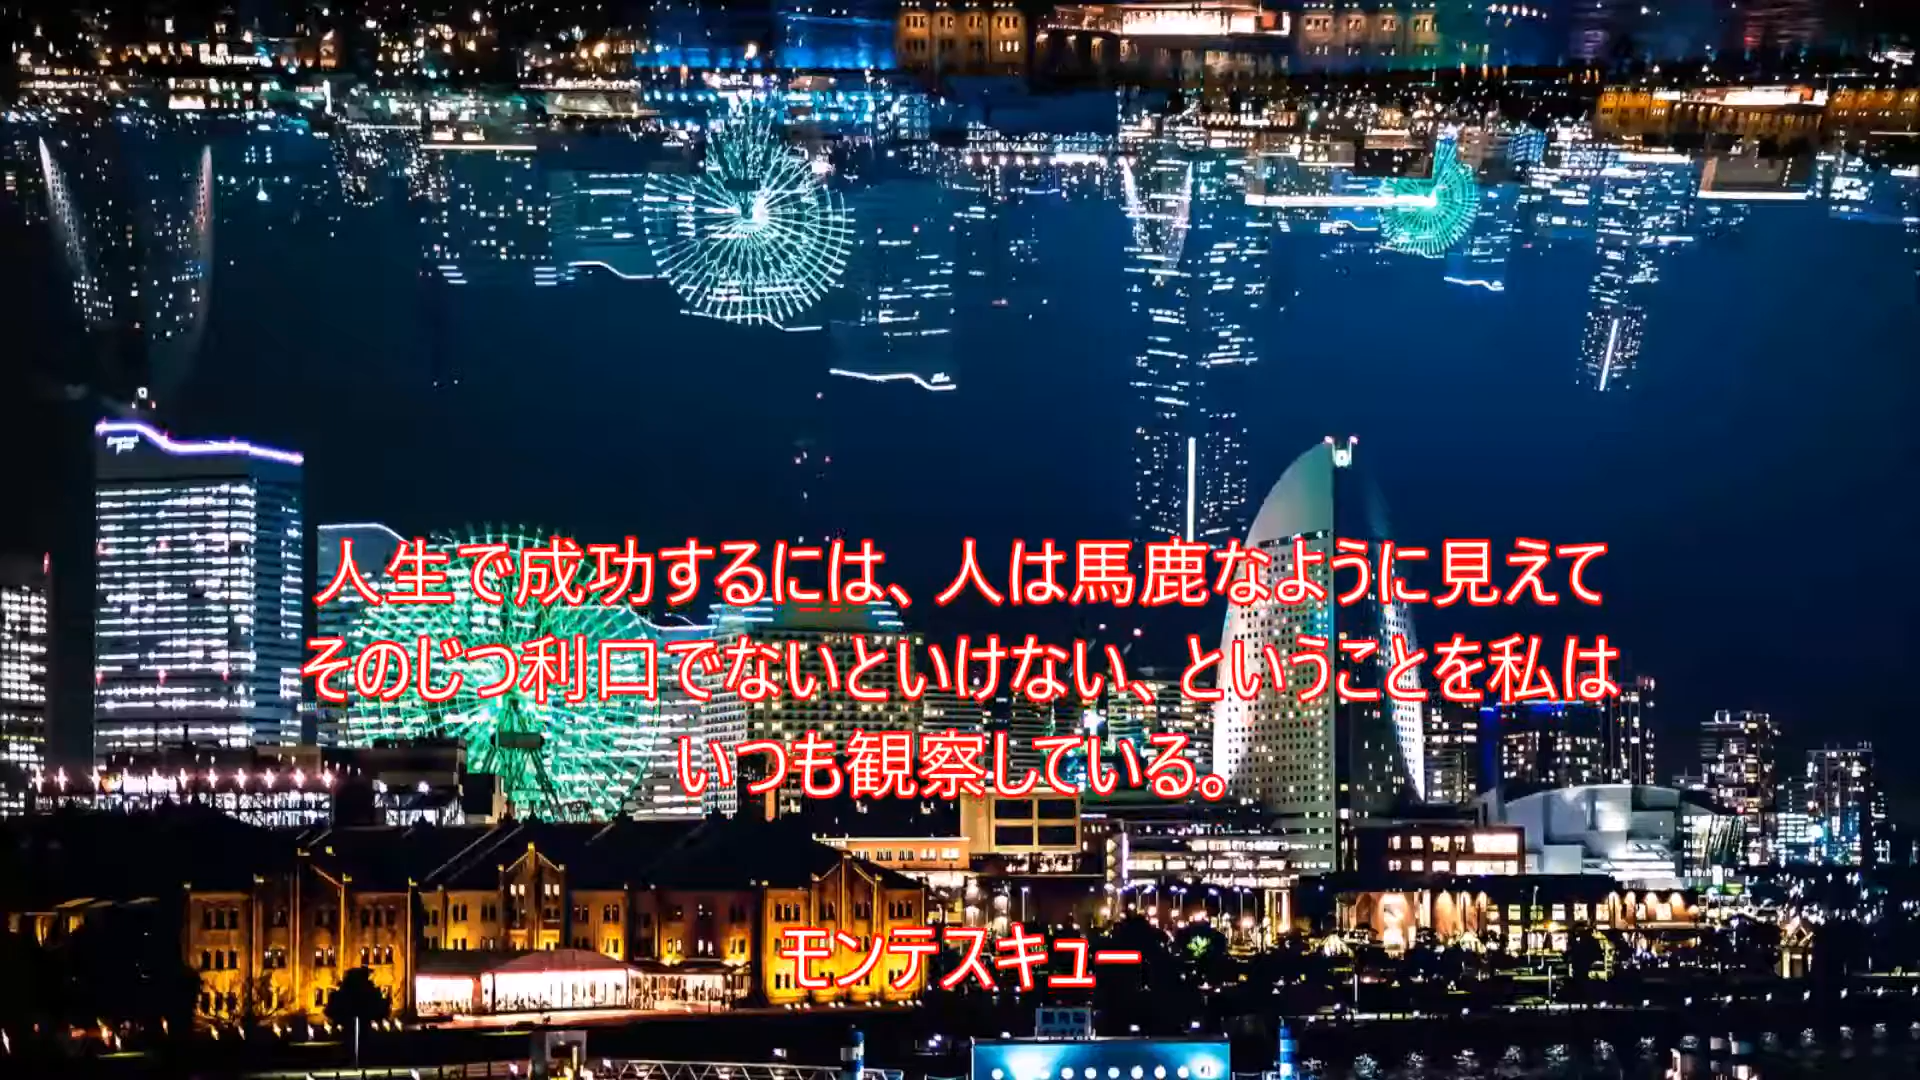 人生で成功するには、人は馬鹿なように見えて
そのじつ利口でないといけない、ということを私は
いつも観察している。
モンテスキュー